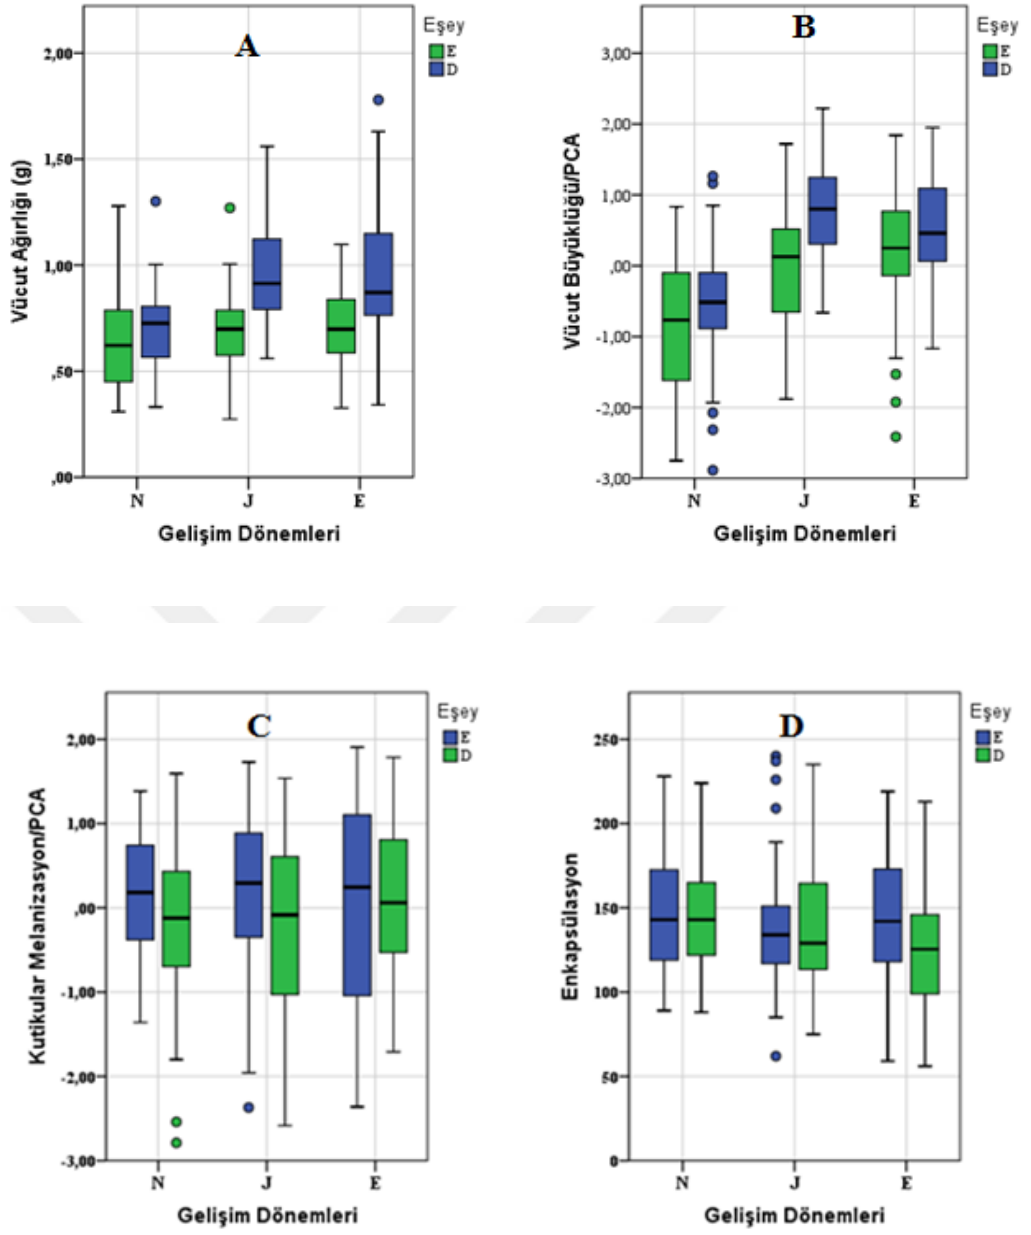 A
Eşey
E
D
2,00
1,50
1,00
,50
,00
Vücut Ağırlığı (g)
N J E
Gelişim Dönemleri
B
Eşey
E
D
3,00
2,00
1,00
,00
-1,00
-2,00
-3,00
Vücut Büyüklüğü/PCA
N J E
Gelişim Dönemleri
C
Eşey
E
D
2,00
1,00
,00
-1,00
-2,00
-3,00
Kutikular Melanizasyon/PCA
N J E
Gelişim Dönemleri
D
Eşey
E
D
250
200
150
100
50
0
Enkapsülasyon
N J E
Gelişim Dönemleri